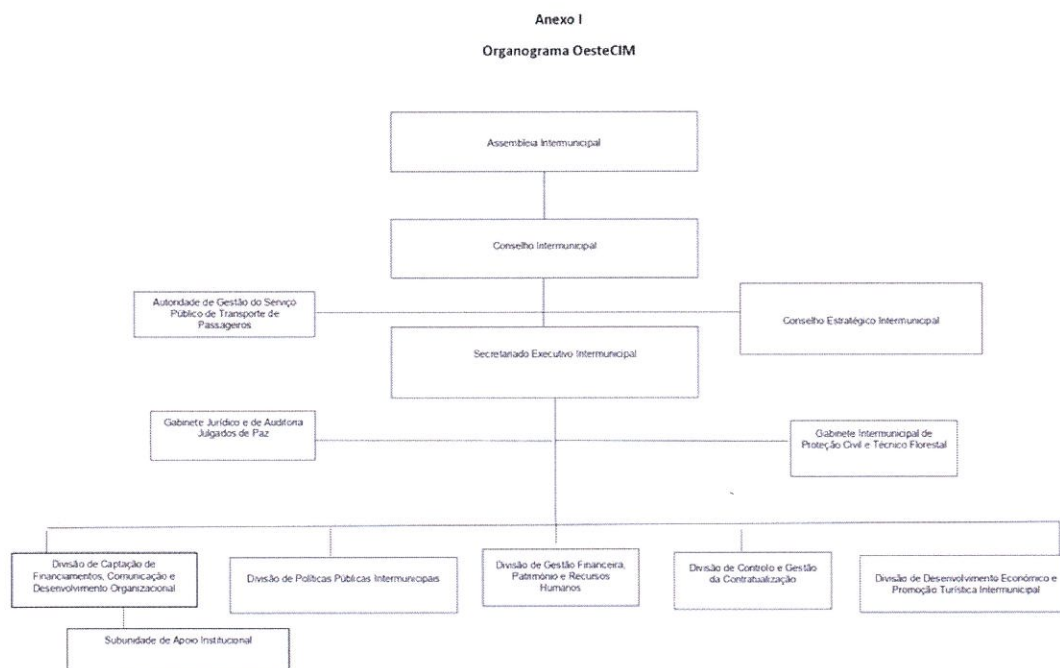 Anexo I
Organograma OesteCIM
Assembleia Intermunicipal
Conselho Intermunicipal
Autoridade de Gestão do Serviço
Público de Transporte de
Passageiros
Conselho Estratégico Intermunicipal
Secretariado Executivo Intermunicipal
Gabinete Jurídico e de Auditoria
Julgados de Paz
Gabinete Intermunicipal de
Proteção Civil e Técnico Florestal
Divisão de Captação de
Financiamentos, Comunicação e
Desenvolvimento Organizacional
Divisão de Políticas Públicas Intermunicipais
Divisão de Gestão Financeira,
Património e Recursos
Humanos
Divisão de Controlo e Gestão
da Contratualização
Divisão de Desenvolvimento Económico e
Promoção Turística Intermunicipal
Subunidade de Apoio Institucional